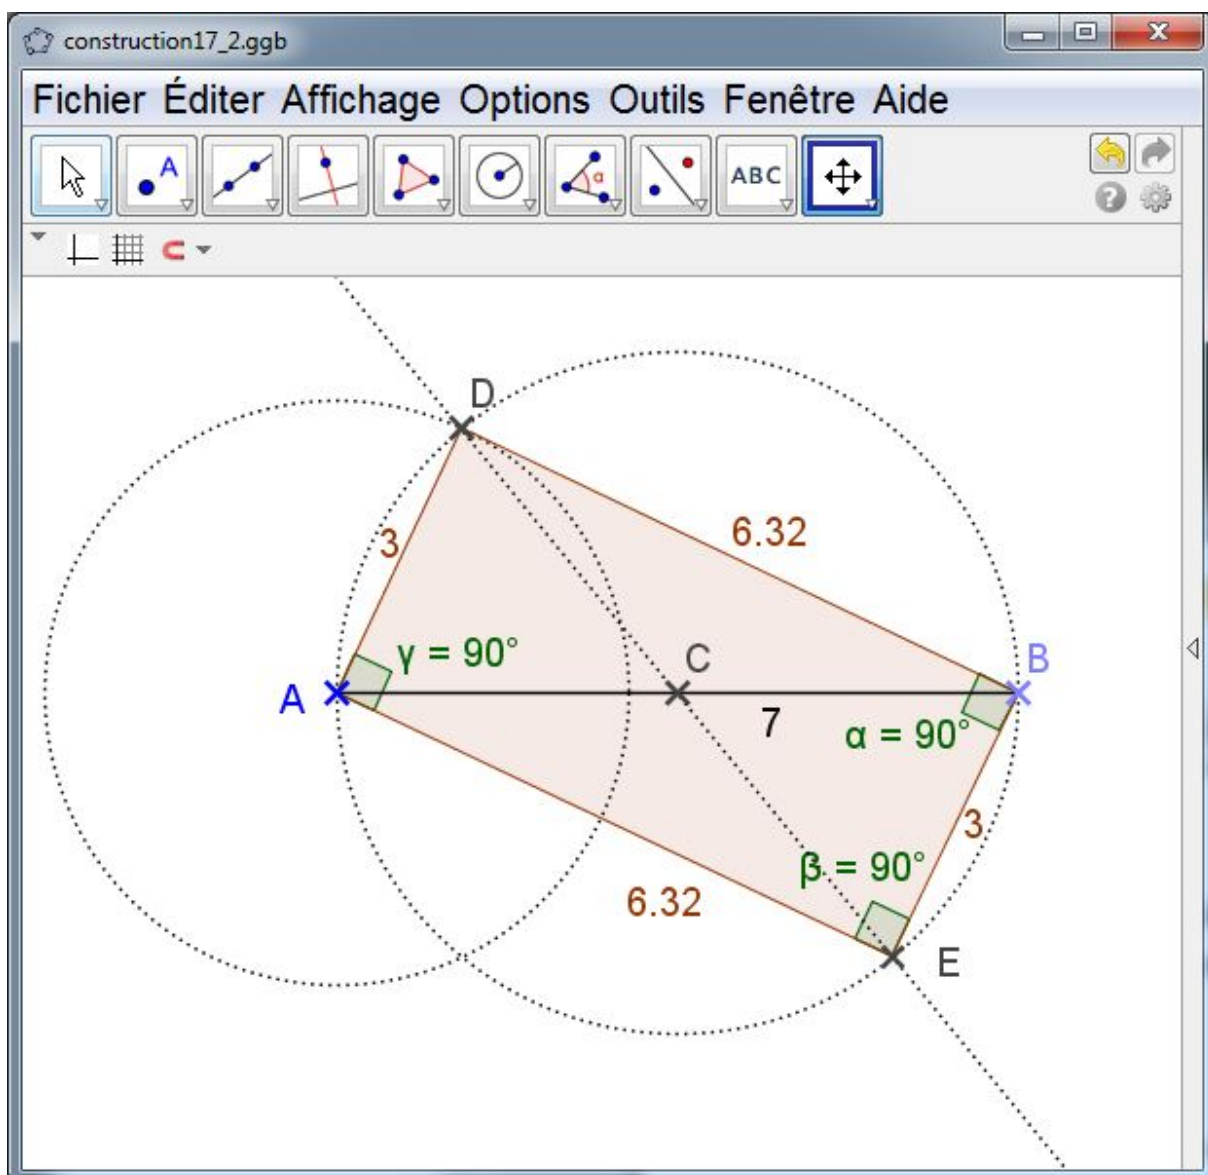 construction17_2.ggb
Fichier Éditer Affichage Options Outils Fenêtre Aide
A α ABC
?
D
3
6.32
γ = 90°
C
B
A
7
α = 90°
3
β = 90°
6.32
E